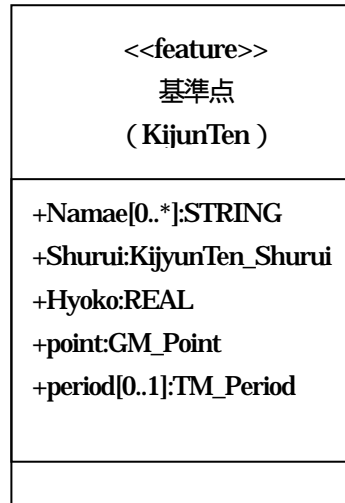 <<feature>>
基準点
（KijunTen）
+Namae[0..*]:STRING
+Shurui:KijyunTen_Shurui
+Hyoko:REAL
+point:GM_Point
+period[0..1]:TM_Period